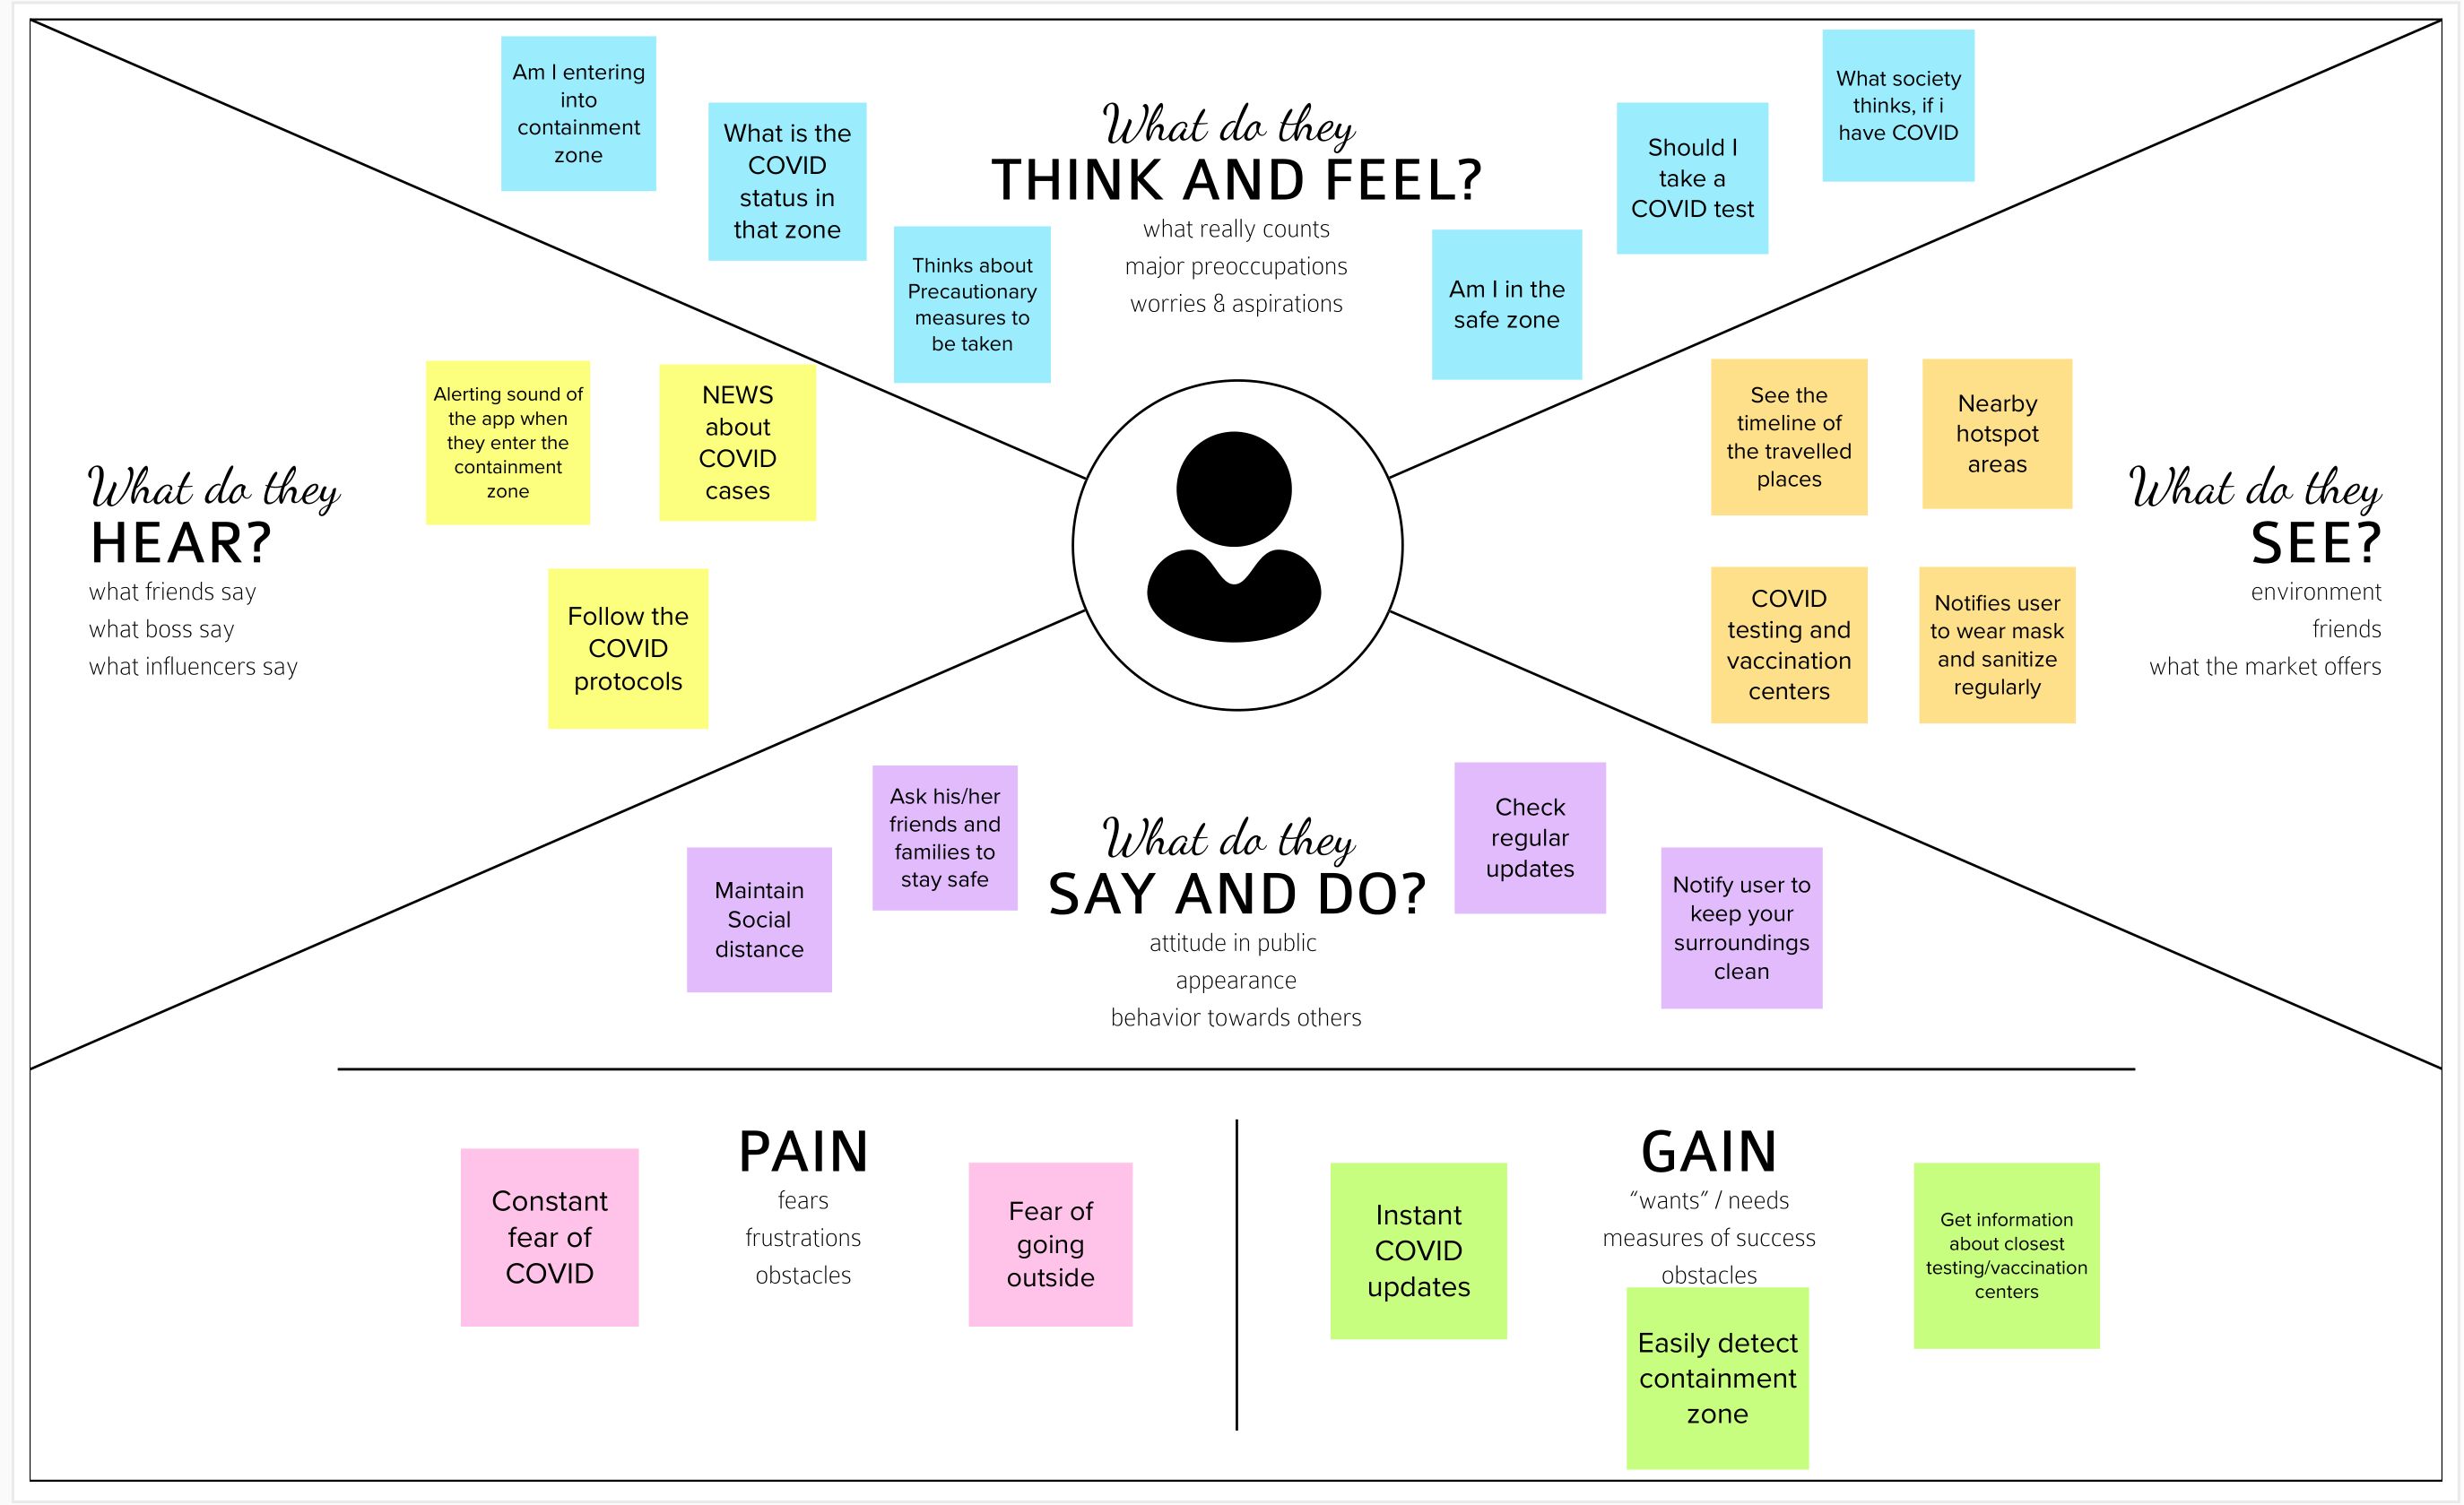 Am I entering
into
containment
zone
What is the
COVID
status in
that zone
Thinks about
Precautionary
measures to
be taken
What do they
THINK AND FEEL?
what really counts
major preoccupations
worries & aspirations
Am I in the
safe zone
Should I
take a
COVID test
What society
thinks, if i
have COVID
What do they
HEAR?
what friends say
what boss say
what influencers say
Alerting sound of
the app when
they enter the
containment
zone
NEWS
about
COVID
cases
Follow the
COVID
protocols
See the
timeline of
the travelled
places
Nearby
hotspot
areas
COVID
testing and
vaccination
centers
Notifies user
to wear mask
and sanitize
regularly
What do they
SEE?
environment
friends
what the market offers
Maintain
Social
distance
Ask his/her
friends and
families to
stay safe
What do they
SAY AND DO?
attitude in public
appearance
behavior towards others
Check
regular
updates
Notify user to
keep your
surroundings
clean
Constant
fear of
COVID
PAIN
fears
frustrations
obstacles
Fear of
going
outside
Instant
COVID
updates
GAIN
“wants” / needs
measures of success
obstacles
Easily detect
containment
zone
Get information
about closest
testing/vaccination
centers